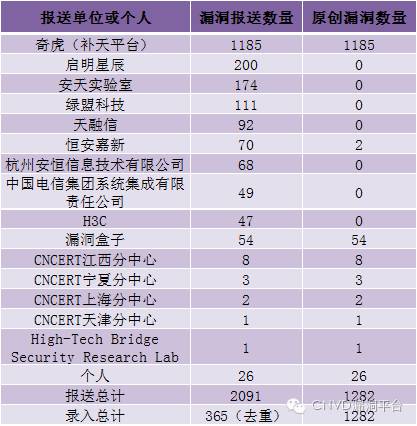 报送单位或个人 漏洞报送数量 原创漏洞数量
奇虎（补天平台） 1185 1185
启明星辰 200 0
安天实验室 174 0
绿盟科技 111 0
天融信 92 0
恒安嘉新 70 2
杭州安恒信息技术有限公司 68 0
中国电信集团系统集成有限
责任公司 49 0
H3C 47 0
漏洞盒子 54 54
CNCERT江西分中心 8 8
CNCERT宁夏分中心 3 3
CNCERT上海分中心 2 2
CNCERT天津分中心 1 1
High-Tech Bridge
Security Research Lab 1 1
个人 26 26
报送总计 2091 1282
录入总计 365（去重） 1282
CNVD漏洞平台